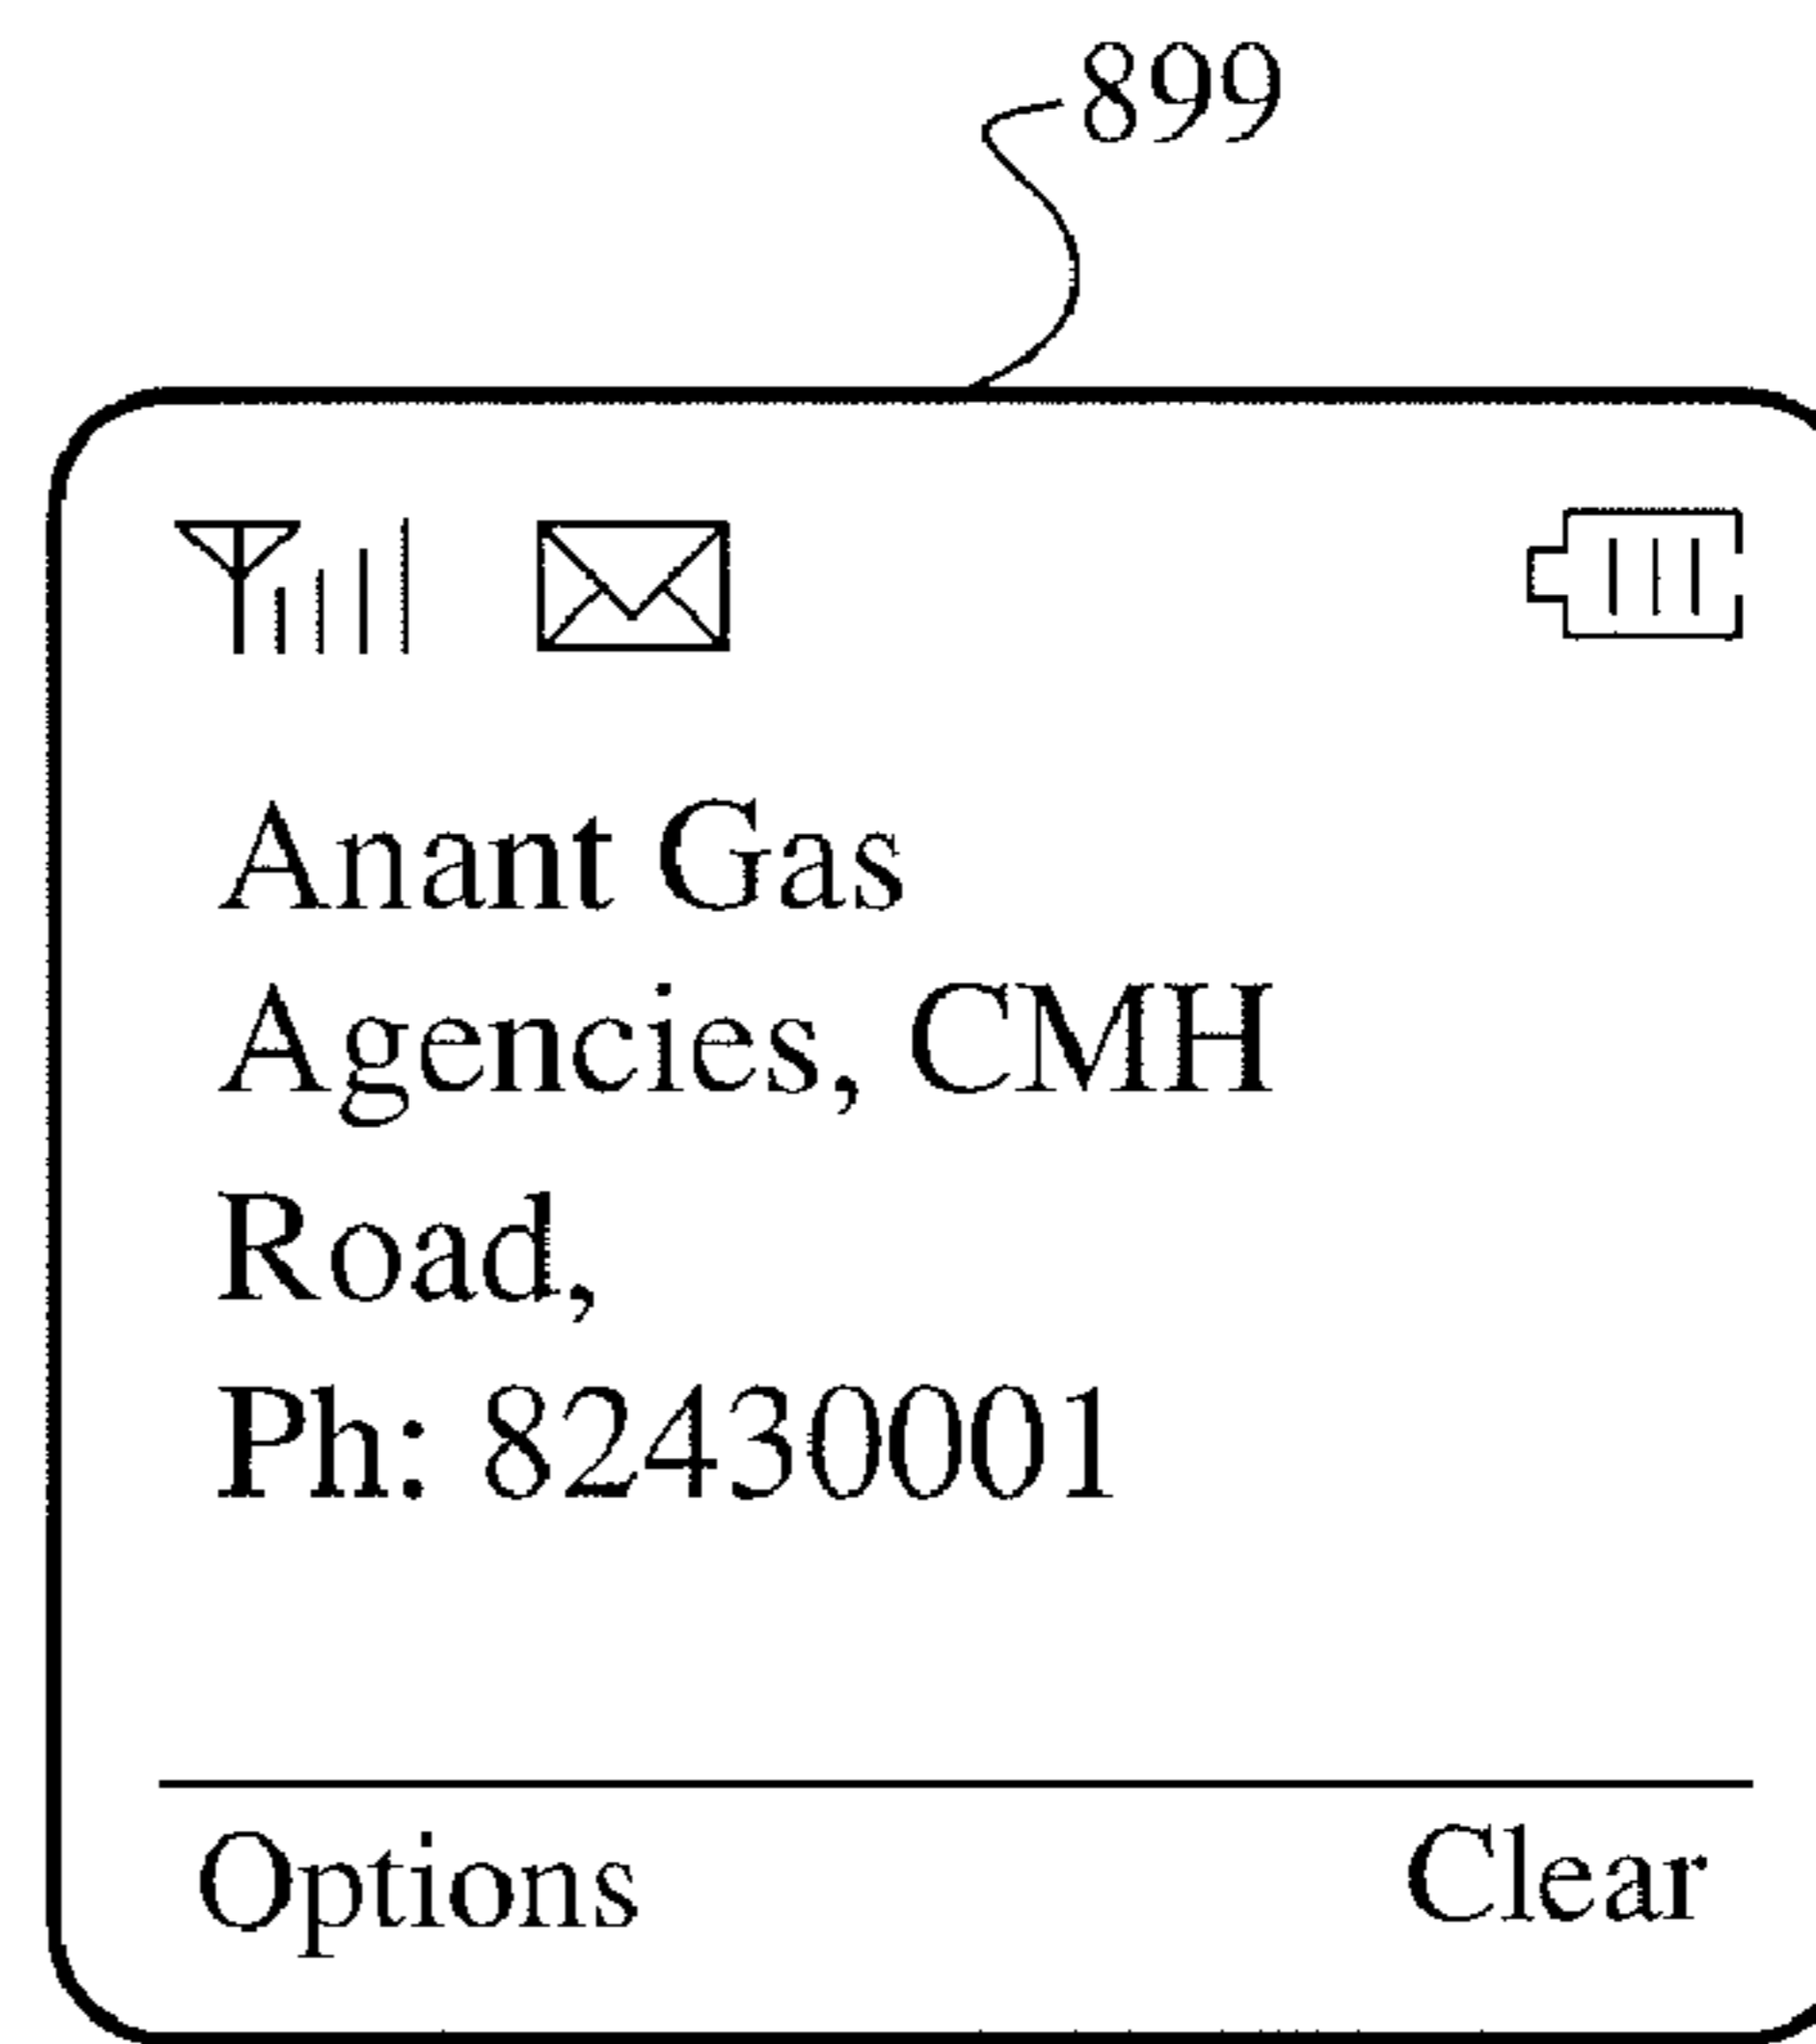 899
Anant Gas
Agencies, CMH
Road,
Ph: 82430001
Options Clear